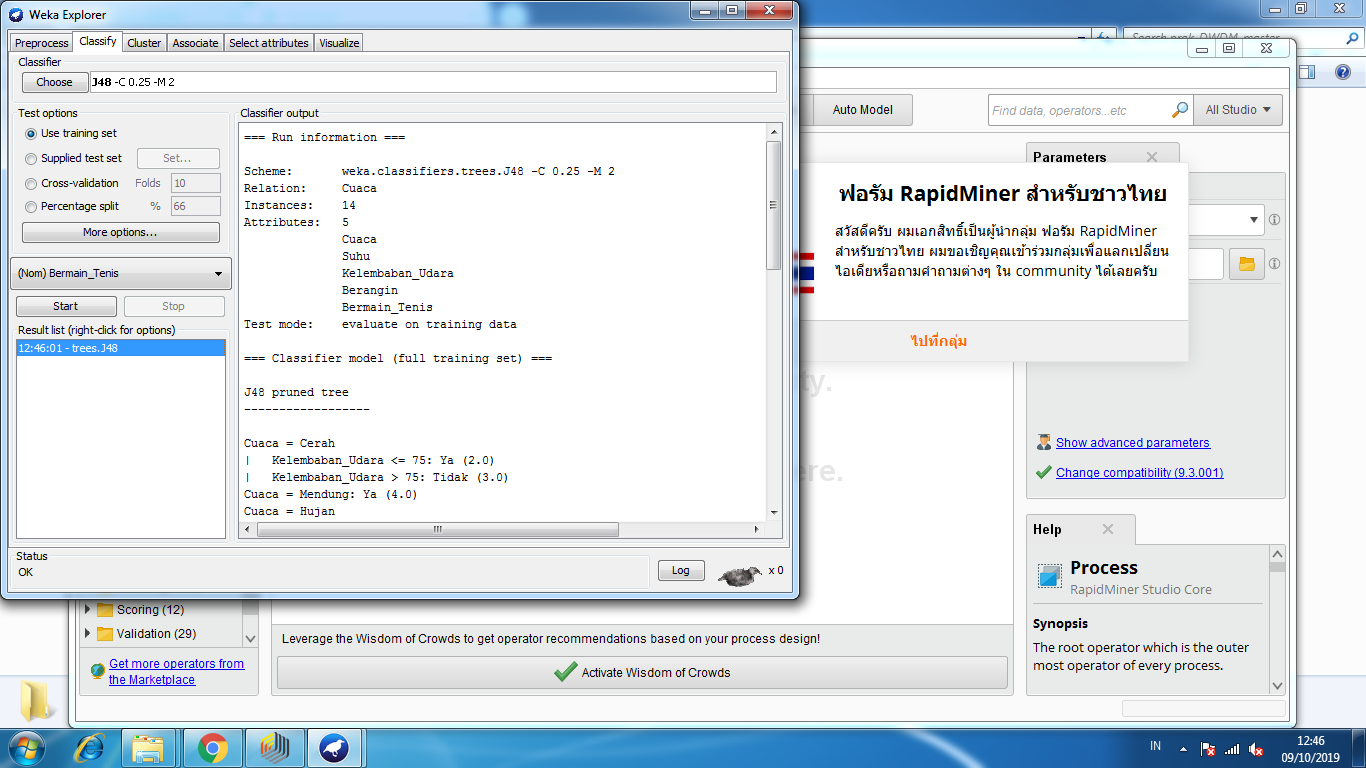 Weka Explorer
Preprocess Classify Cluster Associate Select attributes Visualize
Classifier
Choose J48 -C 0.25 -M 2
Test options
Use training set
Supplied test set Set...
Cross-validation Folds 10
Percentage split % 66
More options...
(Nom) Bermain_Tenis
Start Stop
Result list (right-click for options)
12:46:01 - trees.J48
Classifier output
=== Run information ===
Scheme: weka.classifiers.trees.J48 -C 0.25 -M 2
Relation: Cuaca
Instances: 14
Attributes: 5
Cuaca
Suhu
Kelembaban_Udara
Berangin
Bermain_Tenis
Test mode: evaluate on training data
=== Classifier model (full training set) ===
J48 pruned tree
------------------
Cuaca = Cerah
| Kelembaban_Udara <= 75: Ya (2.0)
| Kelembaban_Udara > 75: Tidak (3.0)
Cuaca = Mendung: Ya (4.0)
Cuaca = Hujan
Status
OK
Log x 0
Search prak_DWDM_master
Auto Model
Find data, operators...etc
All Studio
Parameters
ฟอรัม RapidMiner สำหรับชาวไทย
สวัสดีครับ ผมเอกสิทธิ์เป็นผู้นำกลุ่ม ฟอรัม RapidMiner
สำหรับชาวไทย ผมขอเชิญคุณเข้าร่วมกลุ่มเพื่อแลกเปลี่ยน
ไอเดียหรือถามคำถามต่างๆ ใน community ได้เลยครับ
ไปที่กลุ่ม
ty.
ere.
Show advanced parameters
Change compatibility (9.3.001)
Help
Process
RapidMiner Studio Core
Synopsis
The root operator which is the outer
most operator of every process.
Scoring (12)
Validation (29)
Get more operators from
the Marketplace
Leverage the Wisdom of Crowds to get operator recommendations based on your process design!
Activate Wisdom of Crowds
IN
12:46
09/10/2019